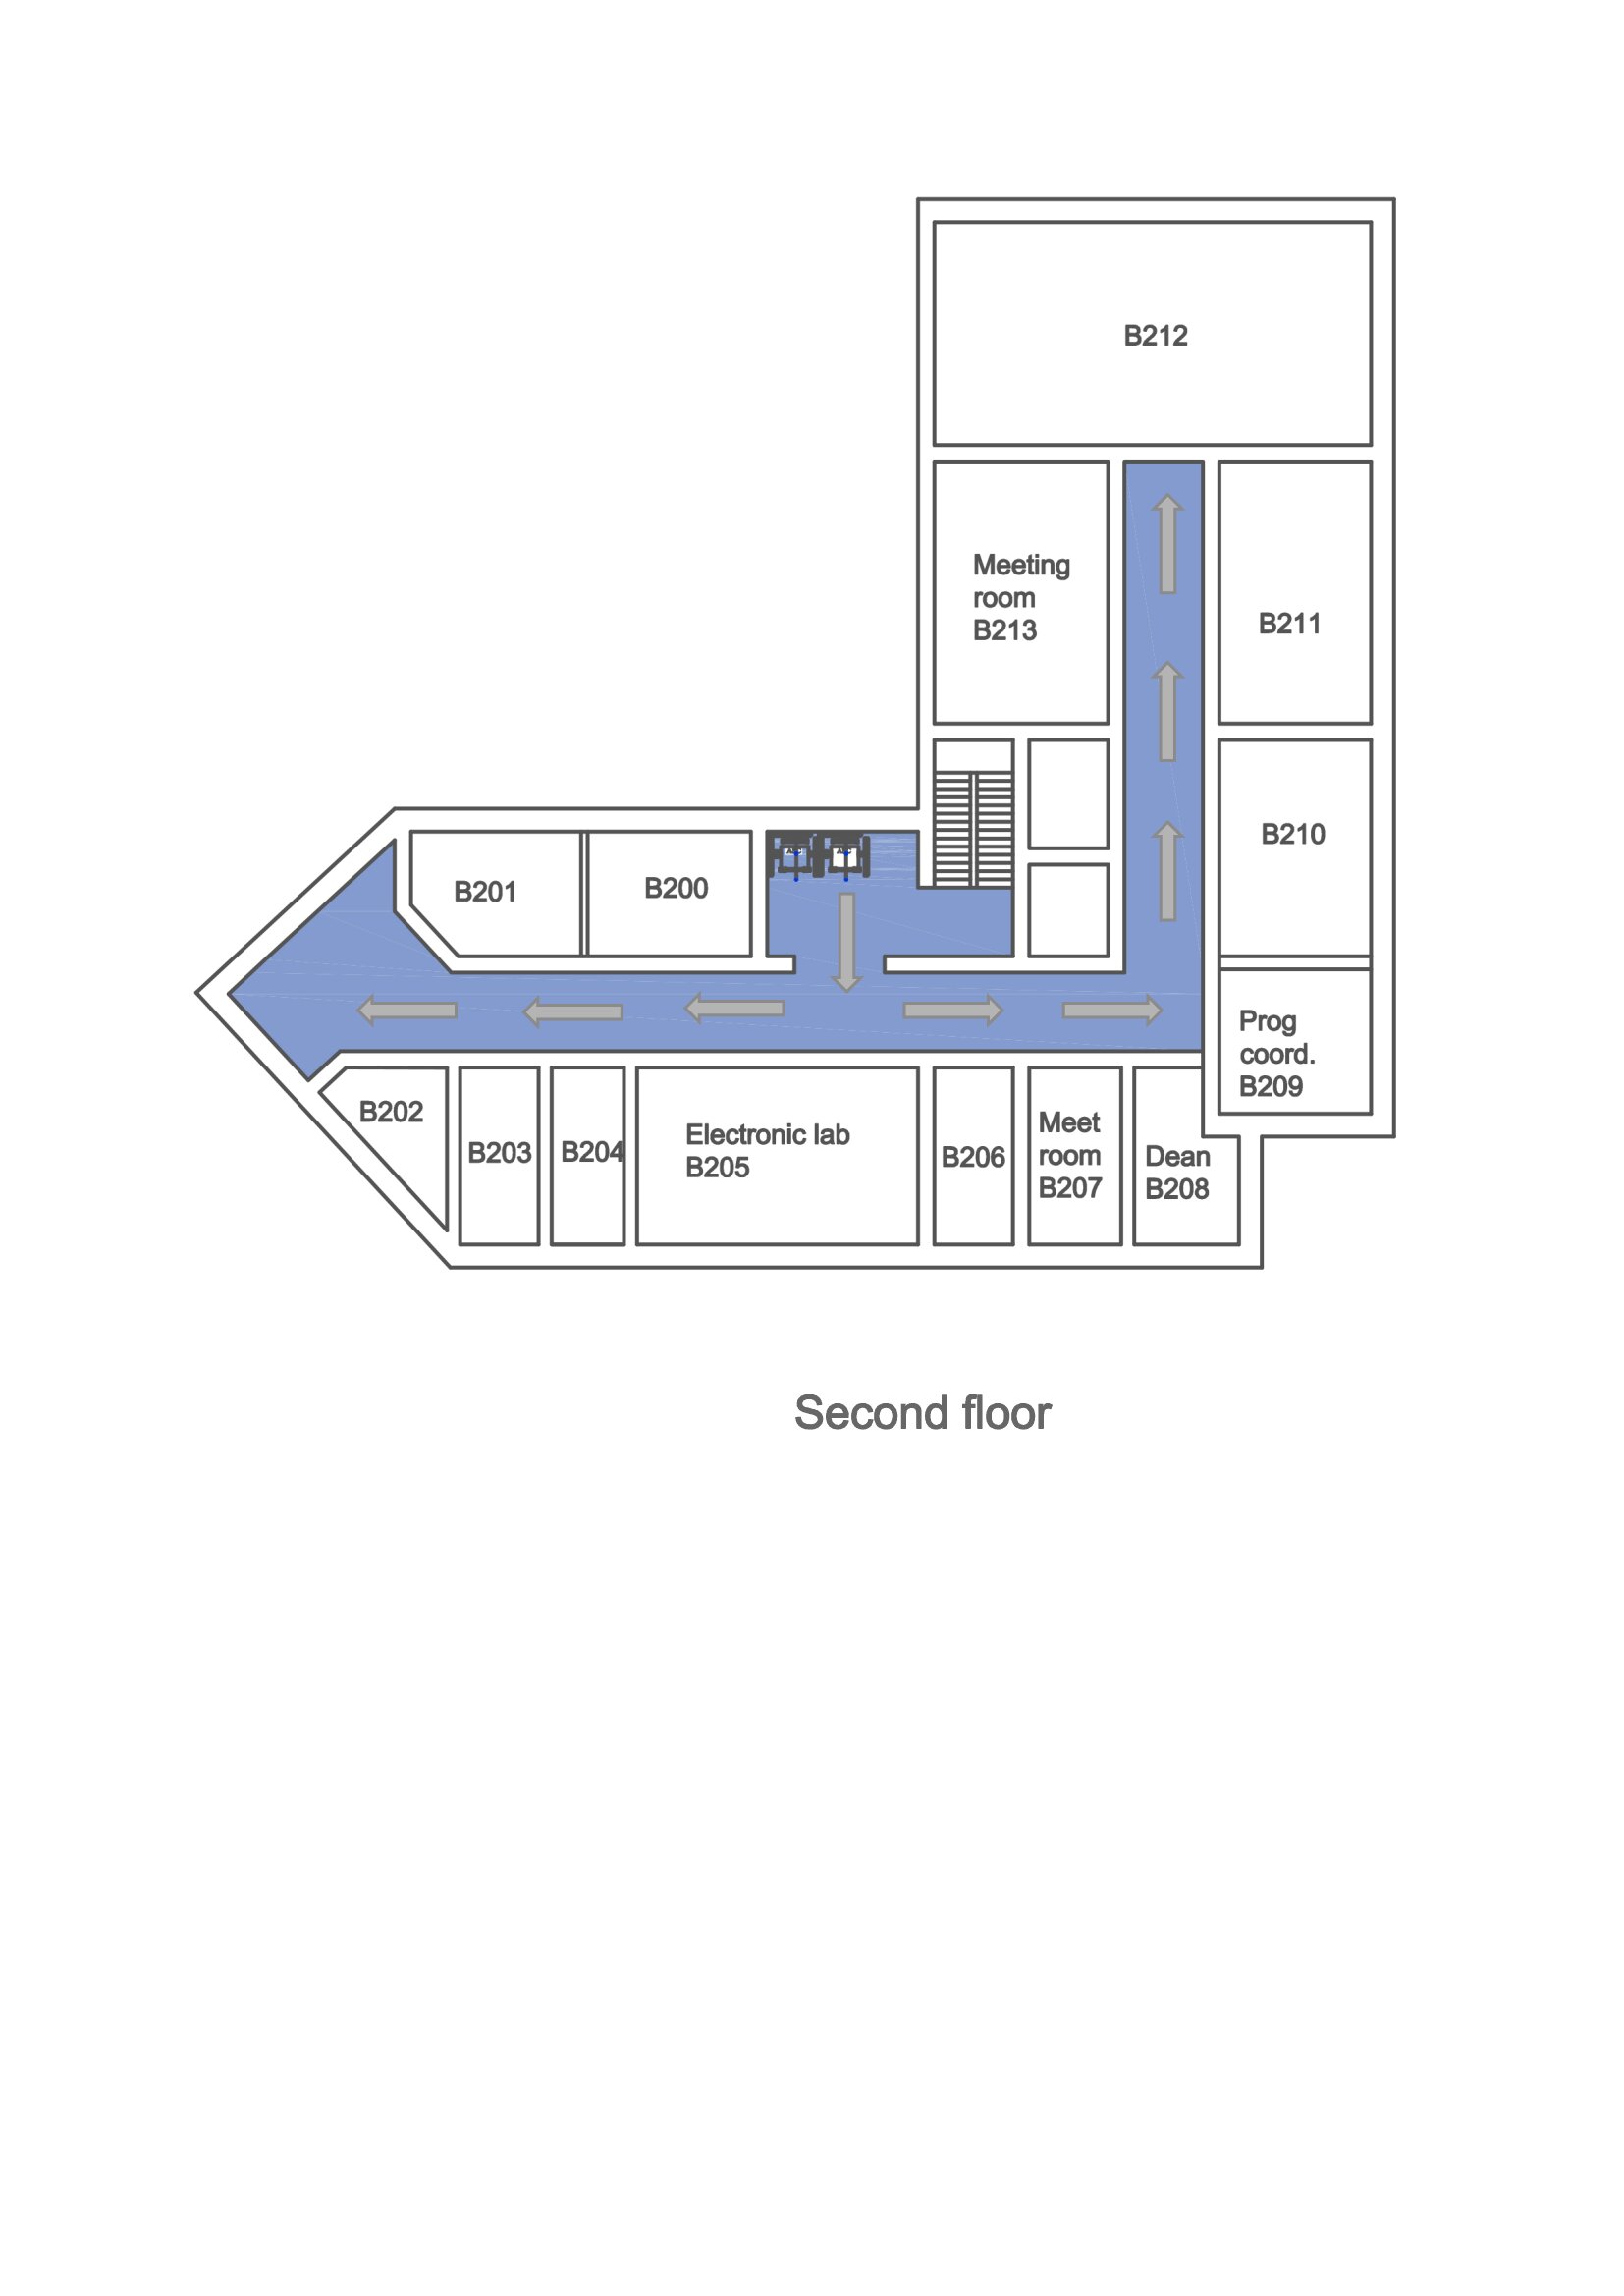 B212
Meeting
room
B213
B211
B210
B201
B200
Prog
coord.
B209
B202
B203
B204
Electronic lab
B205
B206
Meet
room
B207
Dean
B208
Second floor